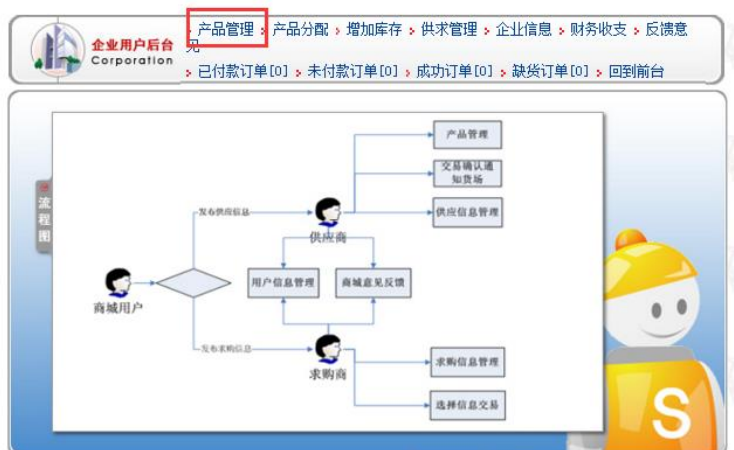 企业用户后台
Corporation
产品管理 产品分配 增加库存 供求管理 企业信息 财务收支 反馈意
见
已付款订单[0] 未付款订单[0] 成功订单[0] 缺货订单[0] 回到前台
流程图
产品管理
交易确认通
知货场
发布供应信息
供应商
供应信息管理
商城用户
用户信息管理
商城意见反馈
发布求购信息
求购商
求购信息管理
选择信息交易
S